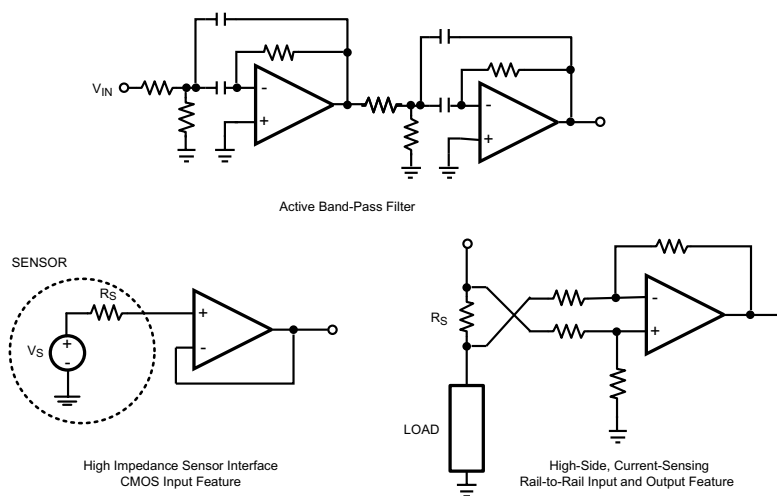 VIN
-
+
-
+
Active Band-Pass Filter
SENSOR
RS
VS
+
-
+
-
High Impedance Sensor Interface
CMOS Input Feature
RS
-
+
LOAD
High-Side, Current-Sensing
Rail-to-Rail Input and Output Feature